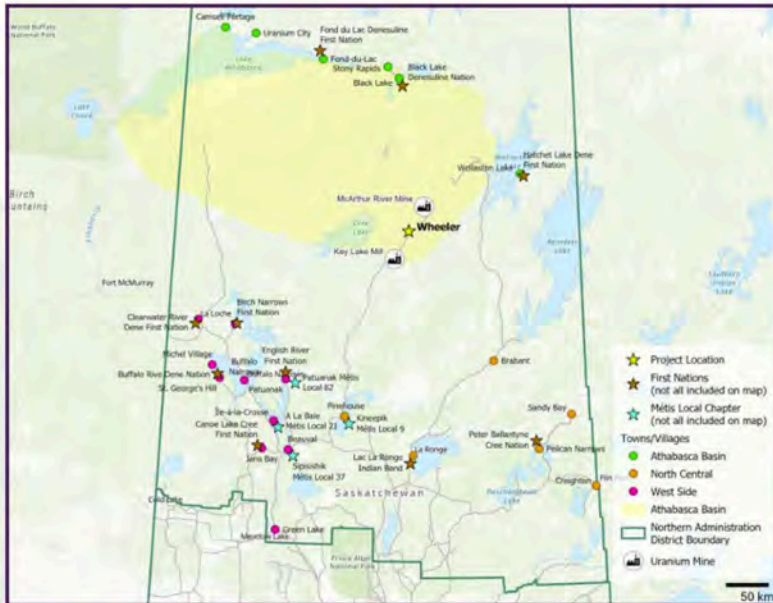 Camsell Portage
Uranium City
Fond du Lac Denesuline
First Nation
Fond-du-Lac
Stony Rapids
Black Lake
Denesuline Nation
Black Lake
Hatchet Lake Dene
First Nation
Wollaston Lake
McArthur River Mine
Wheeler
Key Lake Mill
Birch
Fort McMurray
Clearwater River
Dene First Nation
La Loche
Birch Narrows
First Nation
Michel Village
Buffalo Rive Dene Nation
St. George's Hill
Buffalo
Patuanak
English River
First Nation
Patuanak Métis
Local 82
Île-à-la-Crosse
Canoe Lake Cree
First Nation
Jans Bay
A La Baie
Métis Local 21
Beauval
Sipisishik
Métis Local 37
Pinehouse
Kineepik
Métis Local 9
Lac La Ronge
Indian Band
La Ronge
Brabant
Sandy Bay
Peter Ballantyne
Cree Nation
Pelican Narrows
Creighton
Saskatchewan
Green Lake
Meadow Lake
Prince Albert
National Park
Project Location
First Nations
(not all included on map)
Métis Local Chapter
(not all included on map)
Towns/Villages
Athabasca Basin
North Central
West Side
Athabasca Basin
Northern Administration
District Boundary
Uranium Mine
50 km